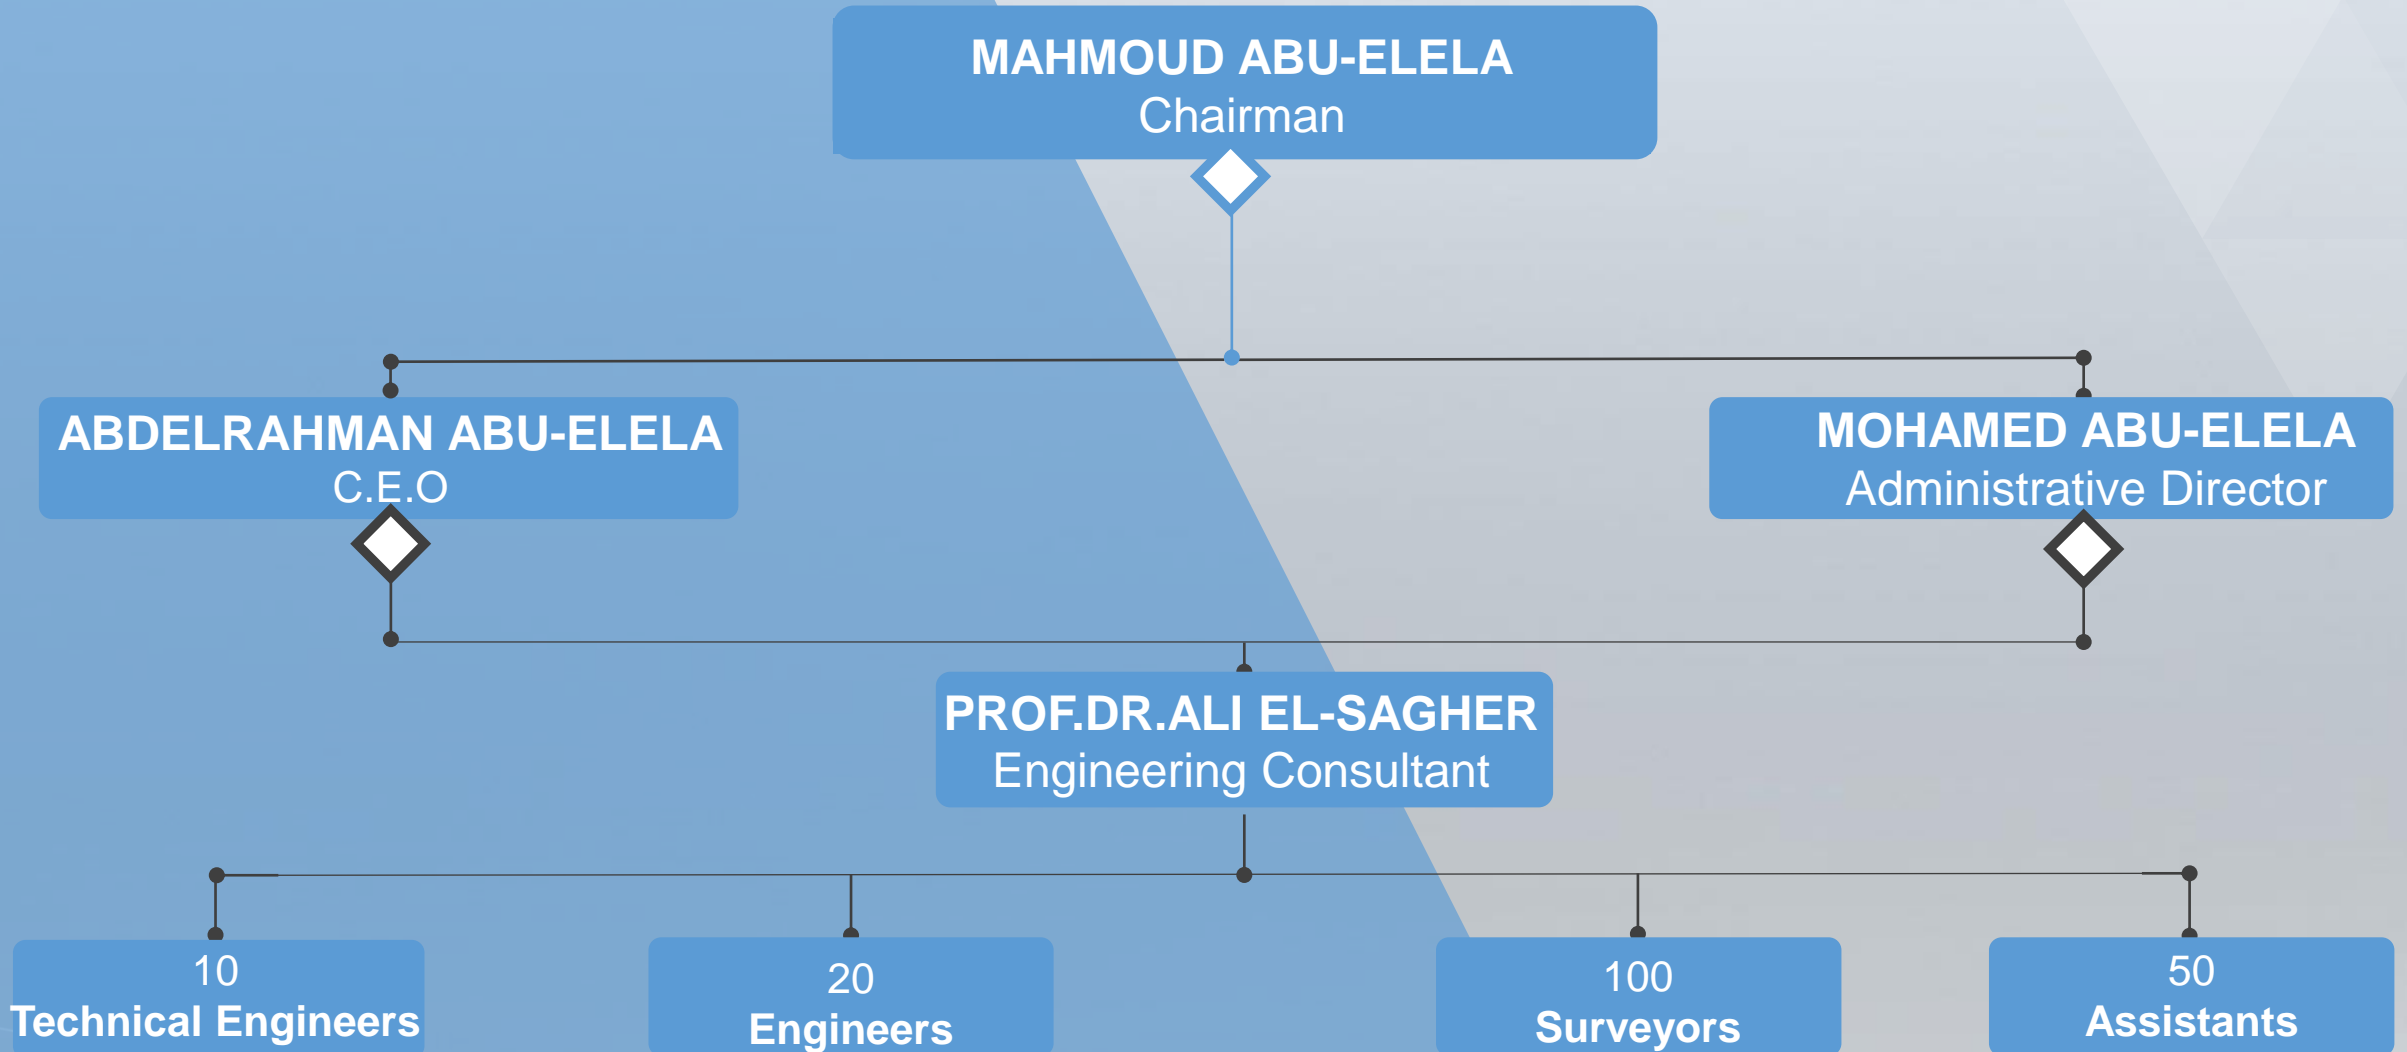 MAHMOUD ABU-ELELA
Chairman
ABDELRAHMAN ABU-ELELA
C.E.O
MOHAMED ABU-ELELA
Administrative Director
PROF.DR.ALI EL-SAGHER
Engineering Consultant
10
Technical Engineers
20
Engineers
100
Surveyors
50
Assistants